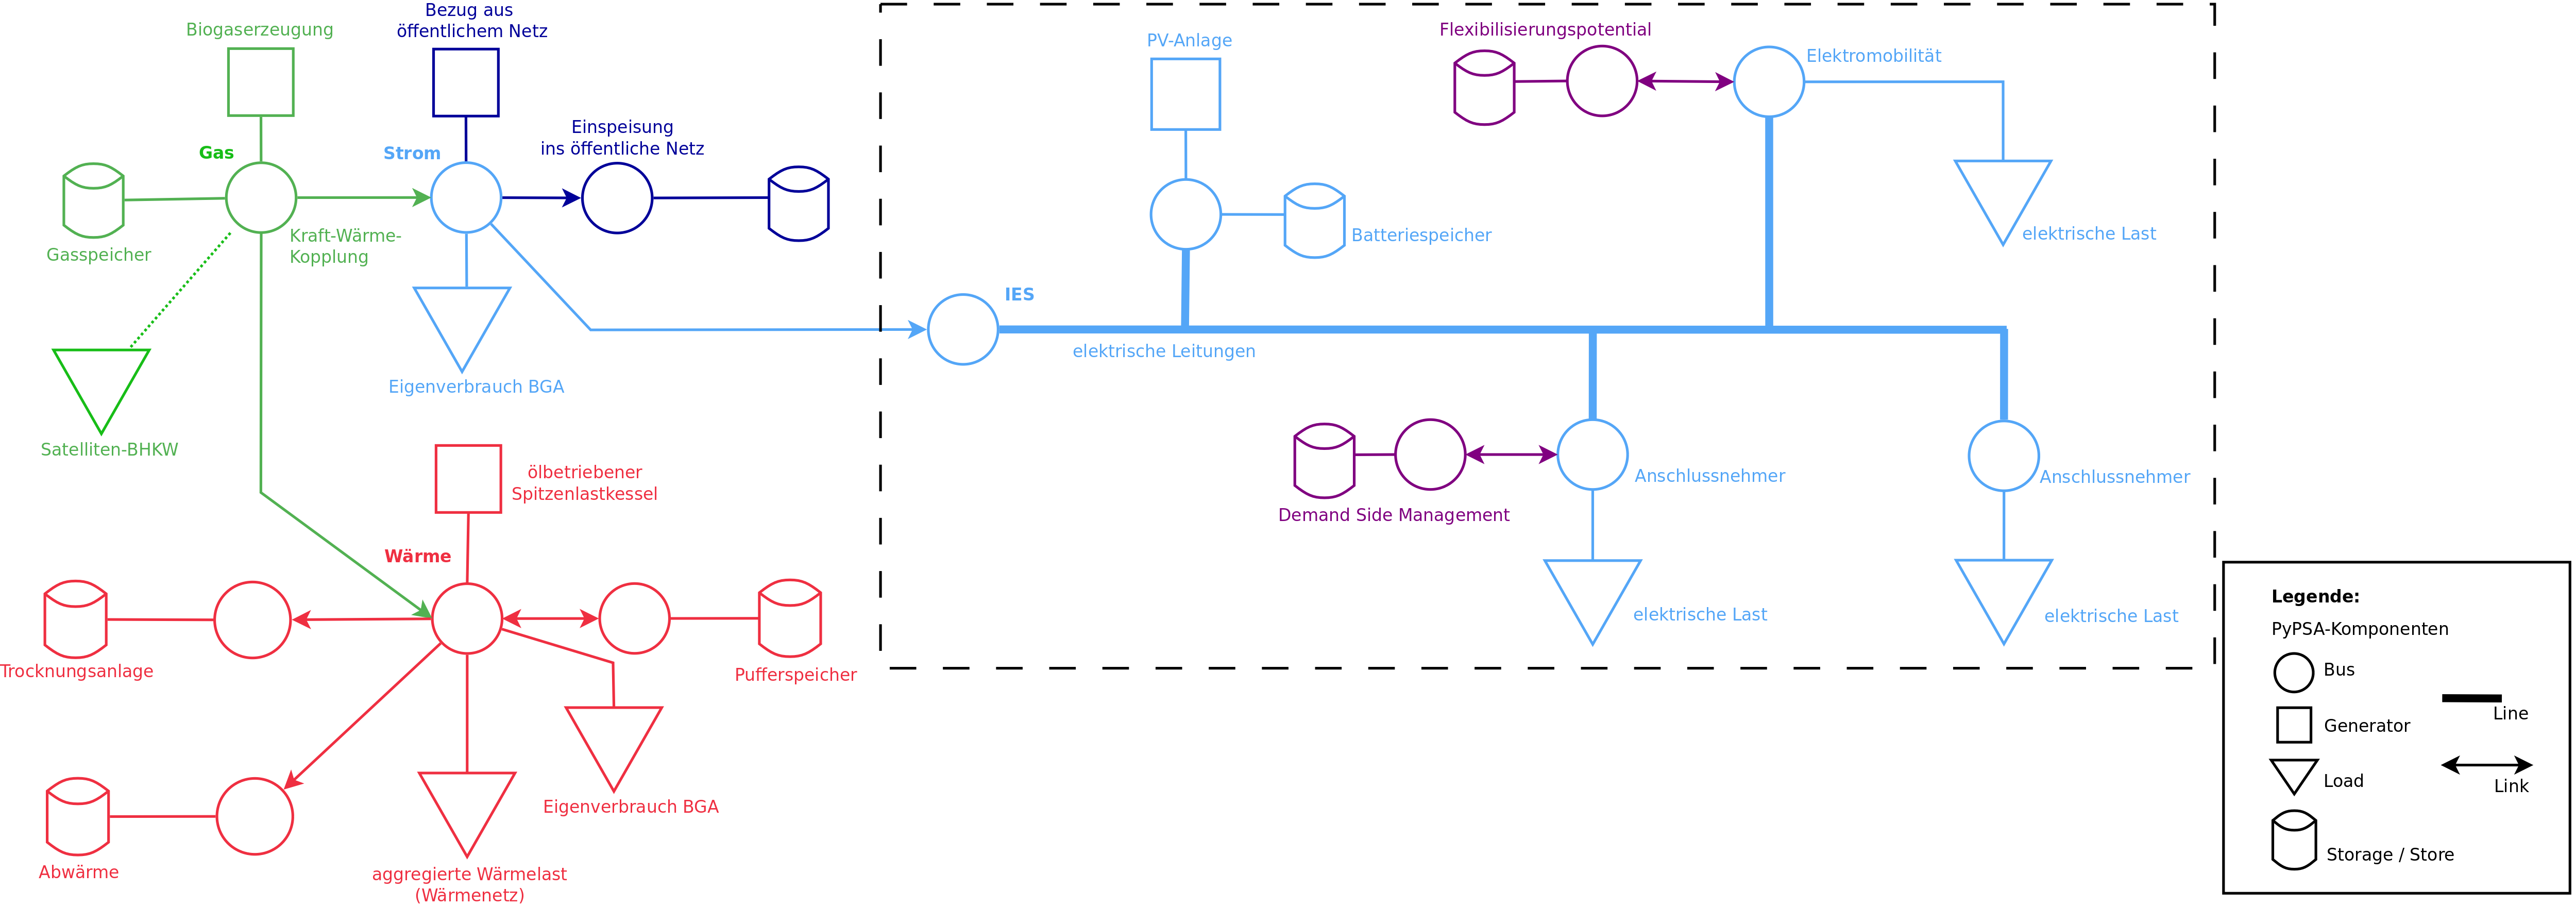 Biogaserzeugung
Bezug aus
öffentlichem Netz
Gas
Strom
Einspeisung
ins öffentliche Netz
Gasspeicher
Kraft-Wärme-
Kopplung
Satelliten-BHKW
Eigenverbrauch BGA
ölbetriebener
Spitzenlastkessel
Wärme
Trocknungsanlage
Pufferspeicher
Eigenverbrauch BGA
Abwärme
aggregierte Wärmelast
(Wärmenetz)
PV-Anlage
Flexibilisierungspotential
Elektromobilität
Batteriespeicher
elektrische Last
IES
elektrische Leitungen
Demand Side Management
Anschlussnehmer
Anschlussnehmer
elektrische Last
elektrische Last
Legende:
PyPSA-Komponenten
Bus
Line
Generator
Load
Link
Storage / Store